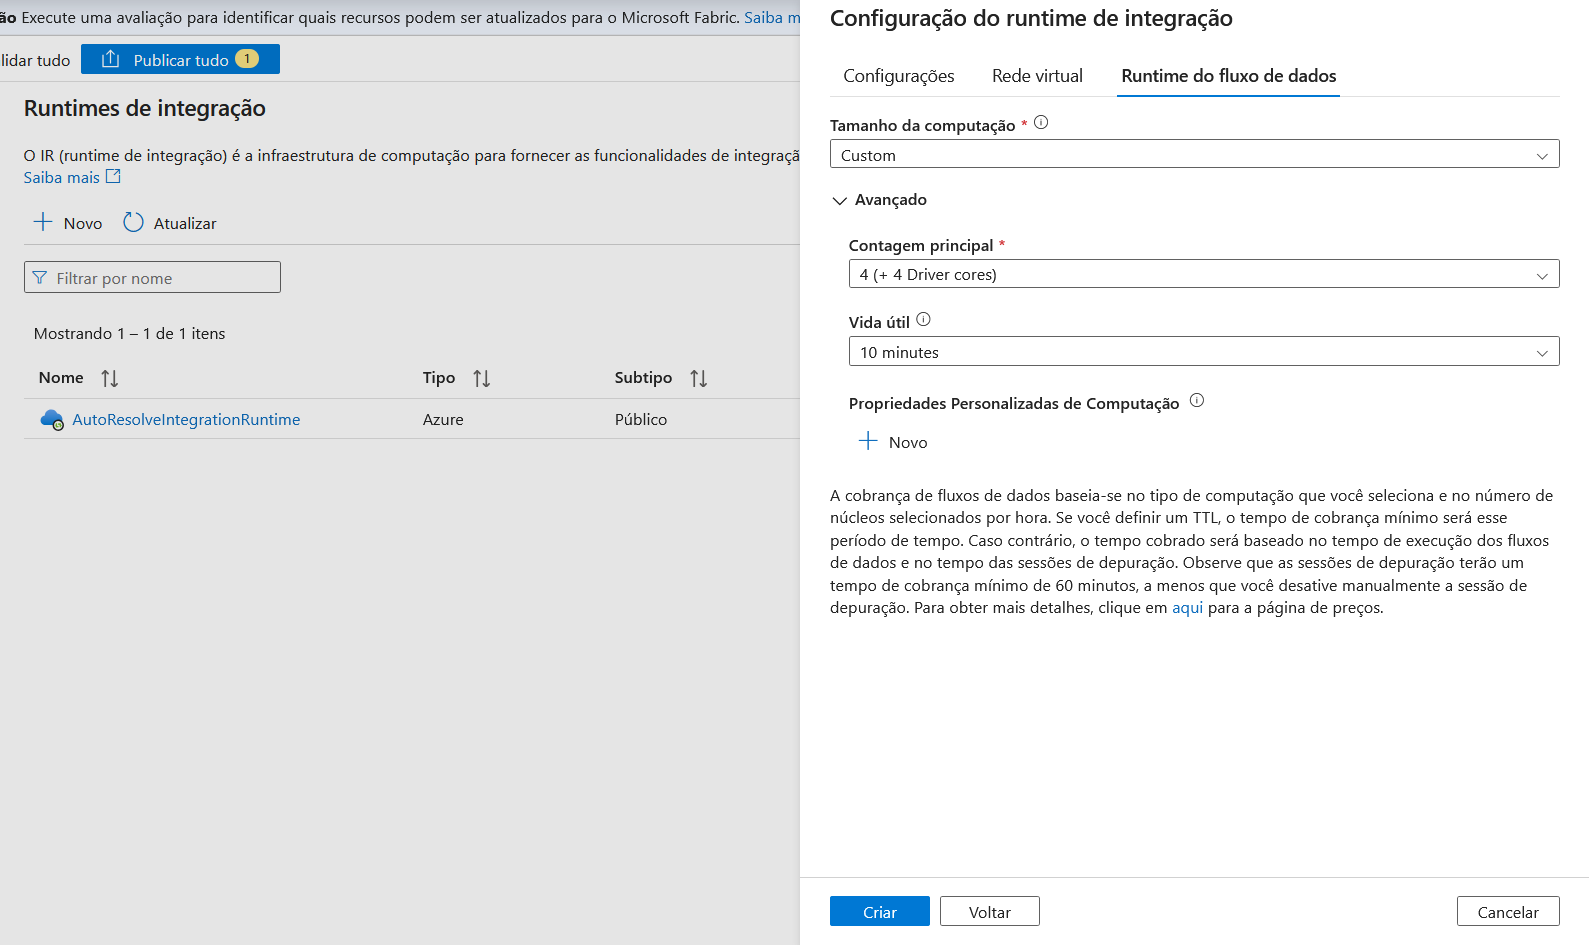 ão Execute uma avaliação para identificar quais recursos podem ser atualizados para o Microsoft Fabric. Saiba m
lidar tudo
Publicar tudo 1
Runtimes de integração
O IR (runtime de integração) é a infraestrutura de computação para fornecer as funcionalidades de integraçã
Saiba mais
Novo
Atualizar
Filtrar por nome
Mostrando 1 – 1 de 1 itens
Nome
Tipo
Subtipo
AutoResolveIntegrationRuntime
Azure
Público
Configuração do runtime de integração
Configurações
Rede virtual
Runtime do fluxo de dados
Tamanho da computação *
Custom
Avançado
Contagem principal *
4 (+ 4 Driver cores)
Vida útil
10 minutes
Propriedades Personalizadas de Computação
Novo
A cobrança de fluxos de dados baseia-se no tipo de computação que você seleciona e no número de
núcleos selecionados por hora. Se você definir um TTL, o tempo de cobrança mínimo será esse
período de tempo. Caso contrário, o tempo cobrado será baseado no tempo de execução dos fluxos
de dados e no tempo das sessões de depuração. Observe que as sessões de depuração terão um
tempo de cobrança mínimo de 60 minutos, a menos que você desative manualmente a sessão de
depuração. Para obter mais detalhes, clique em aqui para a página de preços.
Criar
Voltar
Cancelar